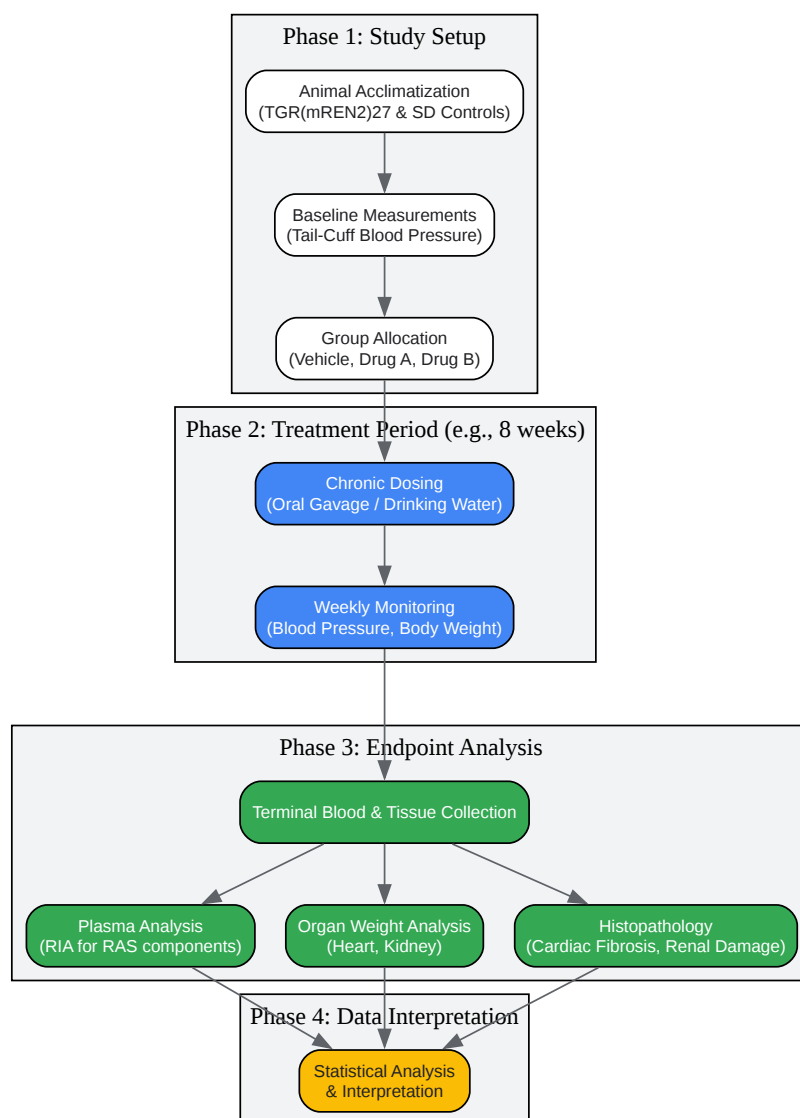 Phase 1: Study Setup
Animal Acclimatization
(TGR(mREN2)27 & SD Controls)
Baseline Measurements
(Tail-Cuff Blood Pressure)
Group Allocation
(Vehicle, Drug A, Drug B)
Phase 2: Treatment Period (e.g., 8 weeks)
Chronic Dosing
(Oral Gavage / Drinking Water)
Weekly Monitoring
(Blood Pressure, Body Weight)
Phase 3: Endpoint Analysis
Terminal Blood & Tissue Collection
Plasma Analysis
(RIA for RAS components)
Organ Weight Analysis
(Heart, Kidney)
Histopathology
(Cardiac Fibrosis, Renal Damage)
Phase 4: Data Interpretation
Statistical Analysis
& Interpretation